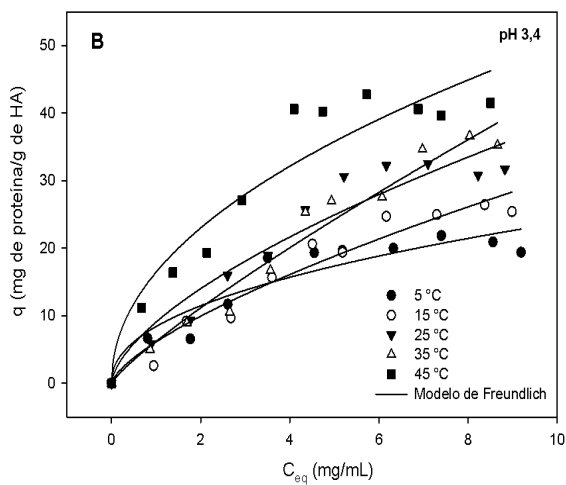 B
pH 3,4
q (mg de proteína/g de HA)
50
40
30
20
10
0
5 °C
15 °C
25 °C
35 °C
45 °C
Modelo de Freundlich
0 2 4 6 8 10
Ceq (mg/mL)